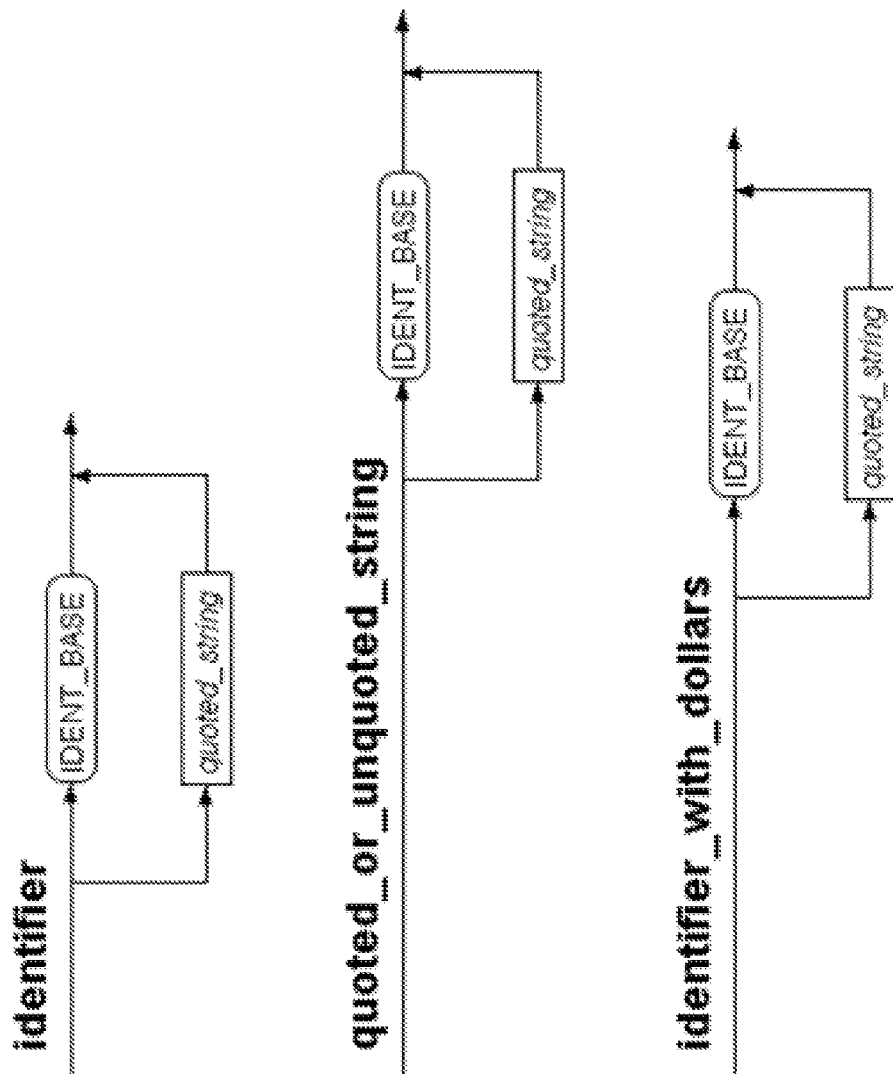 identifier
IDENT_BASE
quoted_string
quoted_or_unquoted_string
IDENT_BASE
quoted_string
identifier_with_dollars
IDENT_BASE
quoted_string